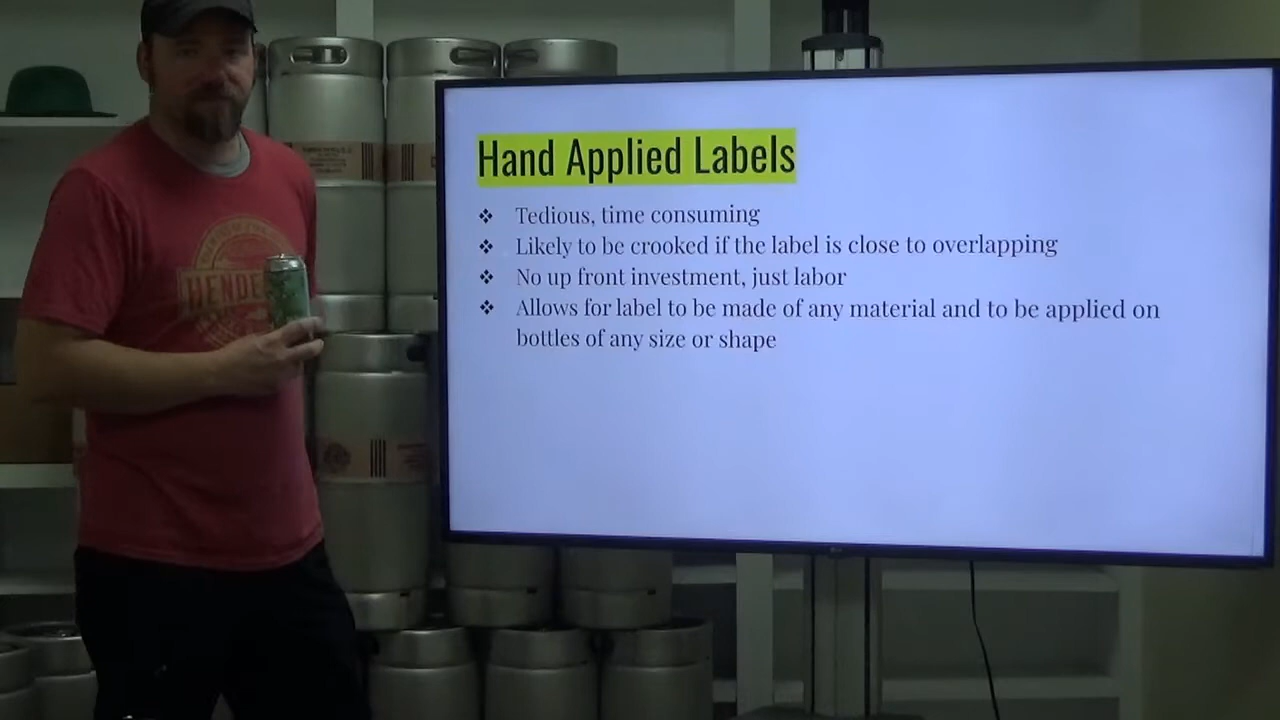 Hand Applied Labels
❖ Tedious, time consuming
❖ Likely to be crooked if the label is close to overlapping
❖ No up front investment, just labor
❖ Allows for label to be made of any material and to be applied on
bottles of any size or shape